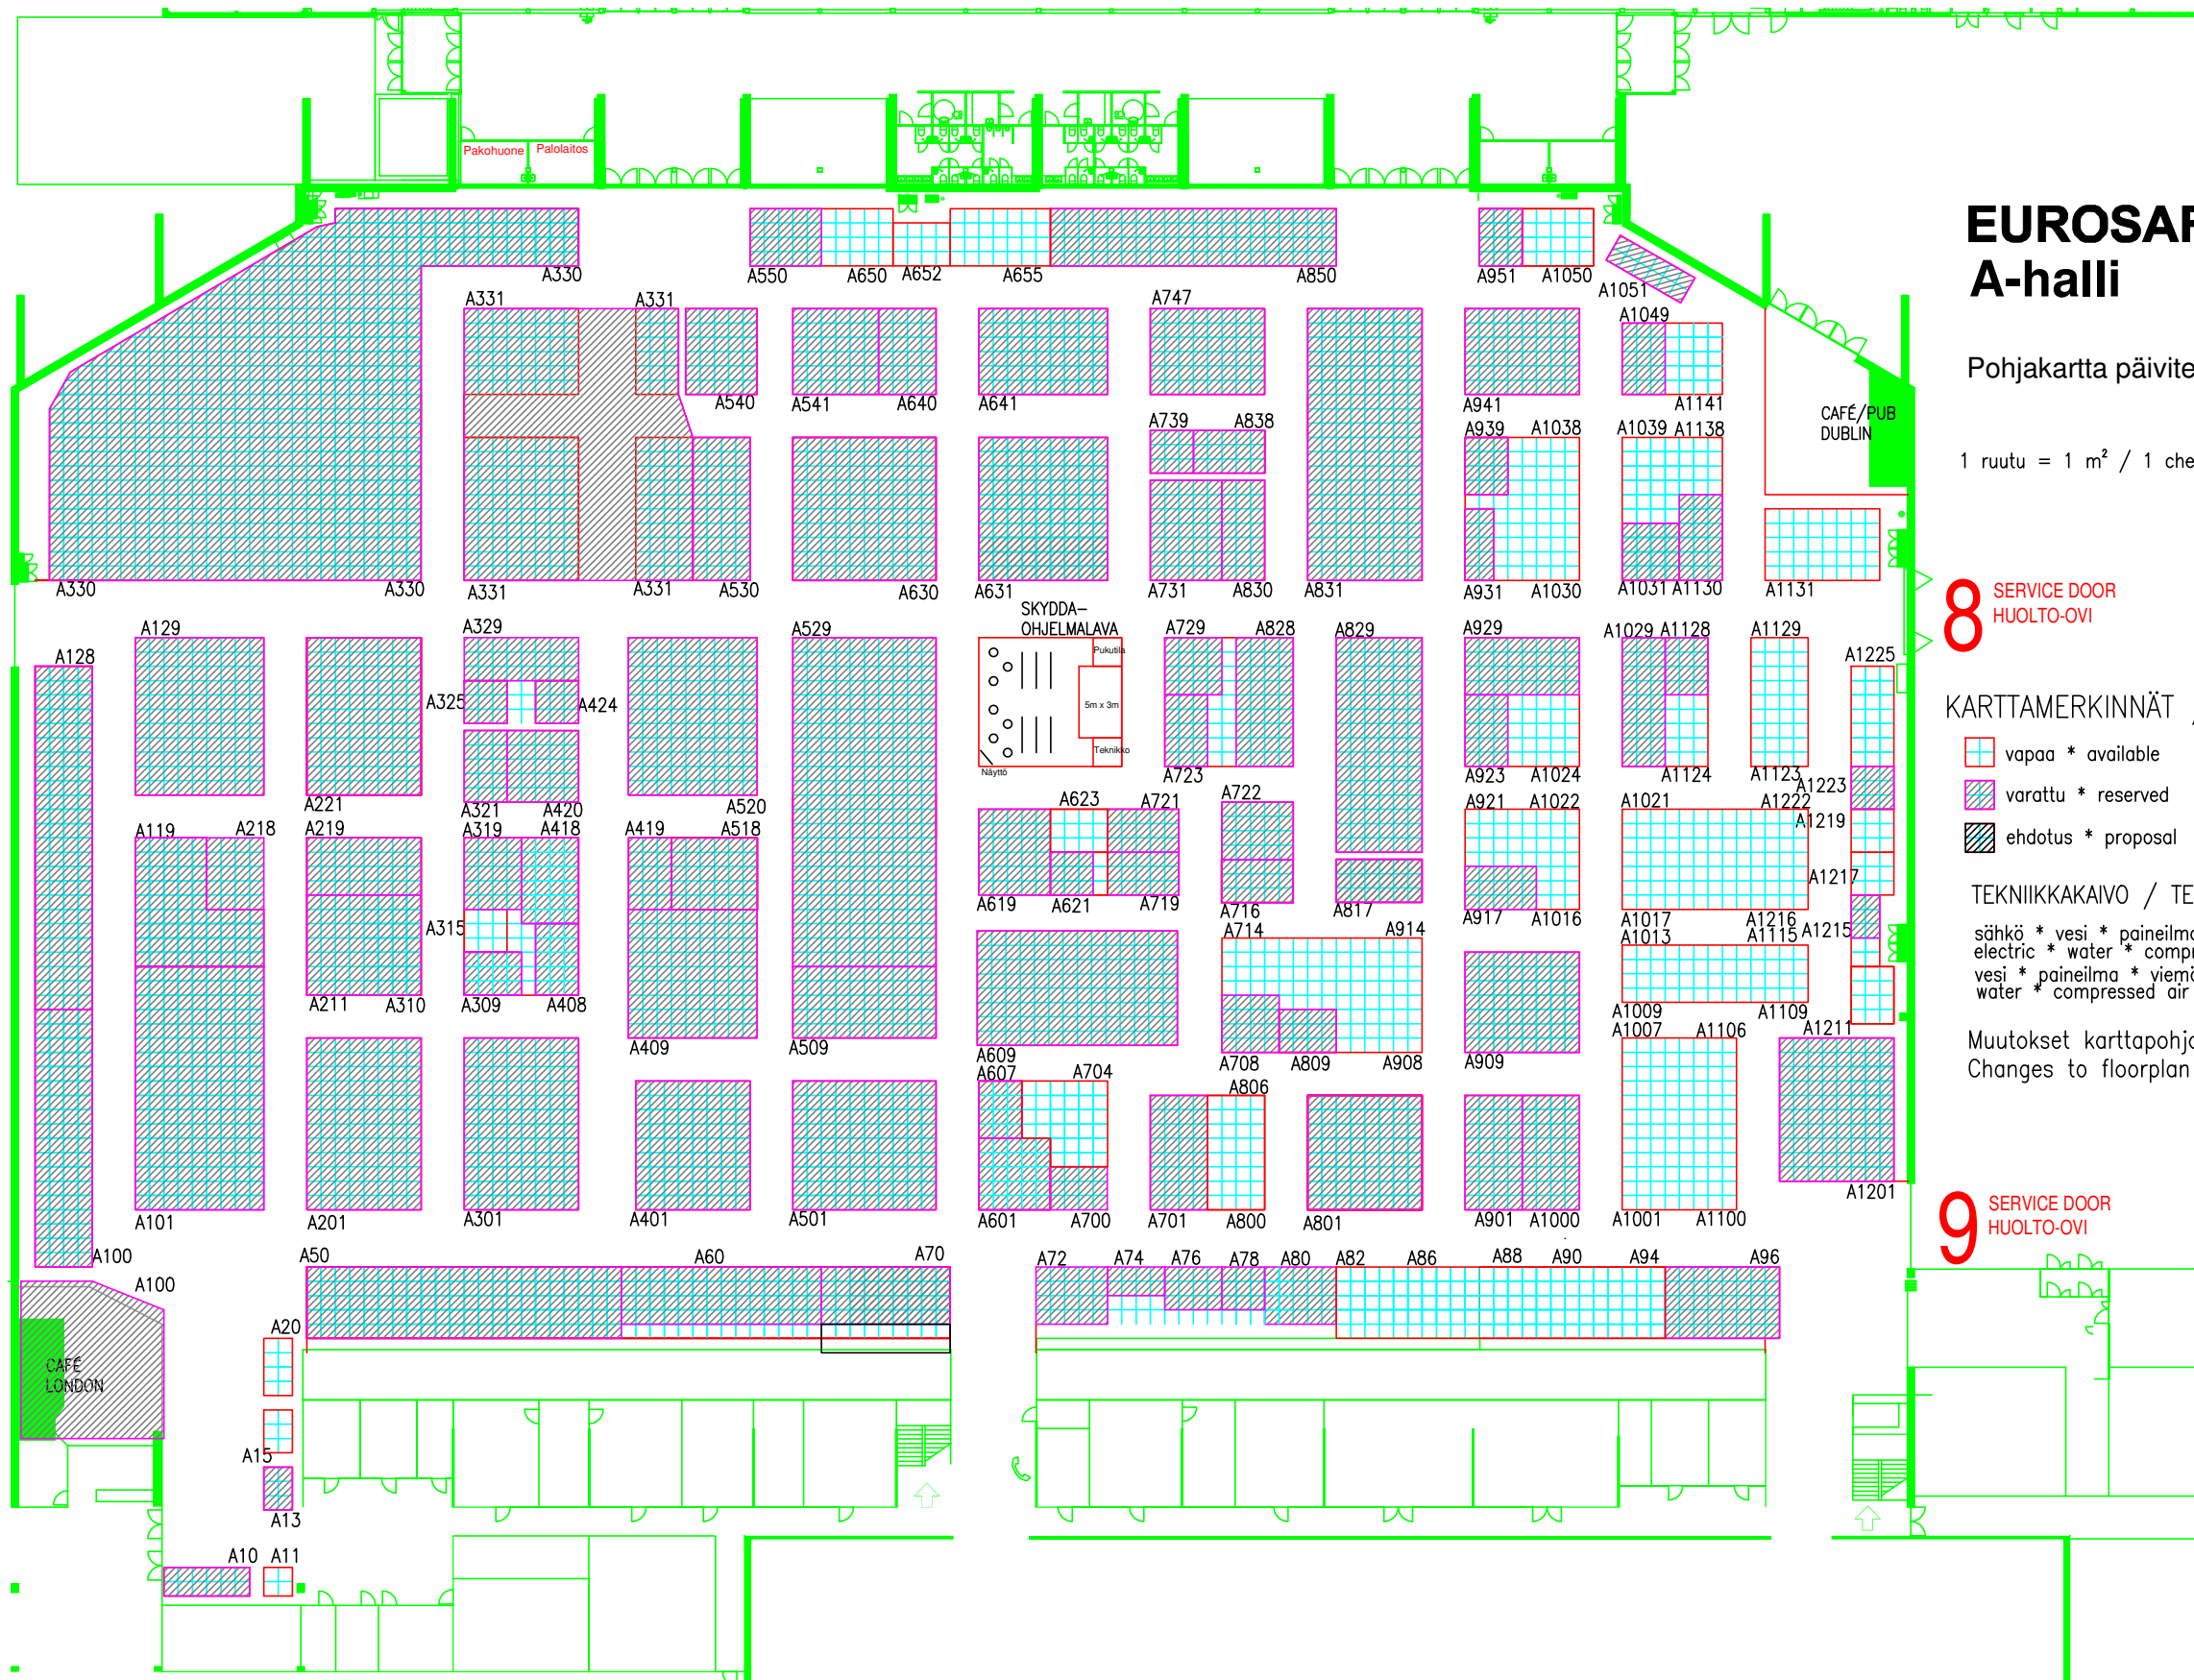 Pakohuone
Palolaitos
EUROSAF
A-halli
Pohjakartta päivite
1 ruutu = 1 m² / 1 che
CAFÉ/PUB
DUBLIN
8
SERVICE DOOR
HUOLTO-OVI
KARTTAMERKINNÄT /
vapaa * available
varattu * reserved
ehdotus * proposal
TEKNIIKKAKAIVO / TE
sähkö * vesi * paineilma
electric * water * compr
vesi * paineilma * viemä
water * compressed air
Muutokset karttapohja
Changes to floorplan
9
SERVICE DOOR
HUOLTO-OVI
A330
A550
A650
A652
A655
A850
A951
A1050
A1051
A331
A331
A747
A1049
A540
A541
A640
A641
A941
A1141
A739
A838
A939
A1038
A1039
A1138
A330
A330
A331
A331
A530
A630
A631
A731
A830
A831
A931
A1030
A1031
A1130
A1131
SKYDDA-
OHJELMALAVA
Pukutila
5m x 3m
Teknikko
Näyttö
A128
A129
A329
A529
A729
A828
A829
A929
A1029
A1128
A1129
A1225
A325
A424
A723
A923
A1024
A1124
A1123
A1223
A221
A321
A420
A520
A623
A721
A722
A921
A1022
A1021
A1222
A1219
A119
A218
A219
A319
A418
A419
A518
A1217
A619
A621
A719
A716
A817
A917
A1016
A1017
A1216
A315
A714
A914
A1013
A1115
A1215
A211
A310
A309
A408
A1009
A1109
A409
A509
A609
A708
A809
A908
A909
A1007
A1106
A1211
A607
A704
A806
A101
A201
A301
A401
A501
A601
A700
A701
A800
A801
A901
A1000
A1001
A1100
A1201
A100
A50
A60
A70
A72
A74
A76
A78
A80
A82
A86
A88
A90
A94
A96
A100
CAFÉ
LONDON
A20
A15
A13
A10
A11